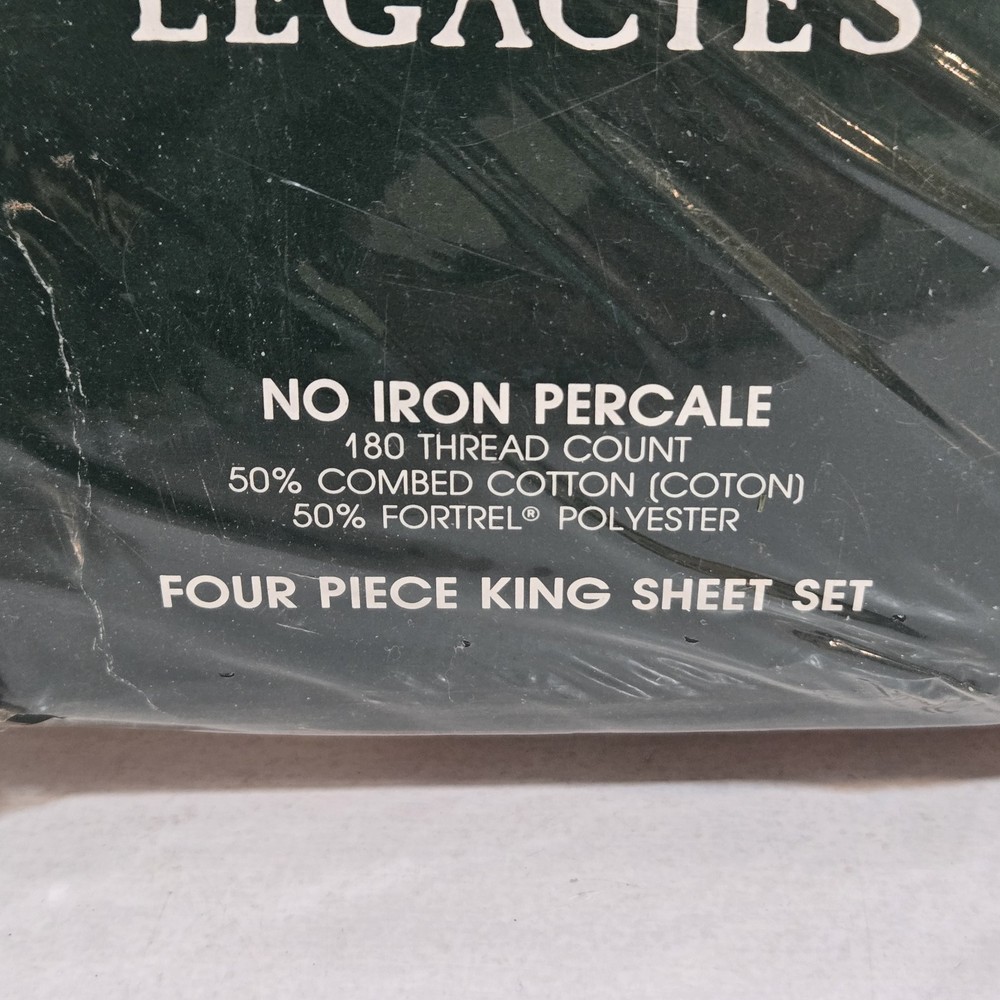 LEGACIES
NO IRON PERCALE
180 THREAD COUNT
50% COMBED COTTON (COTON)
50% FORTREL® POLYESTER
FOUR PIECE KING SHEET SET